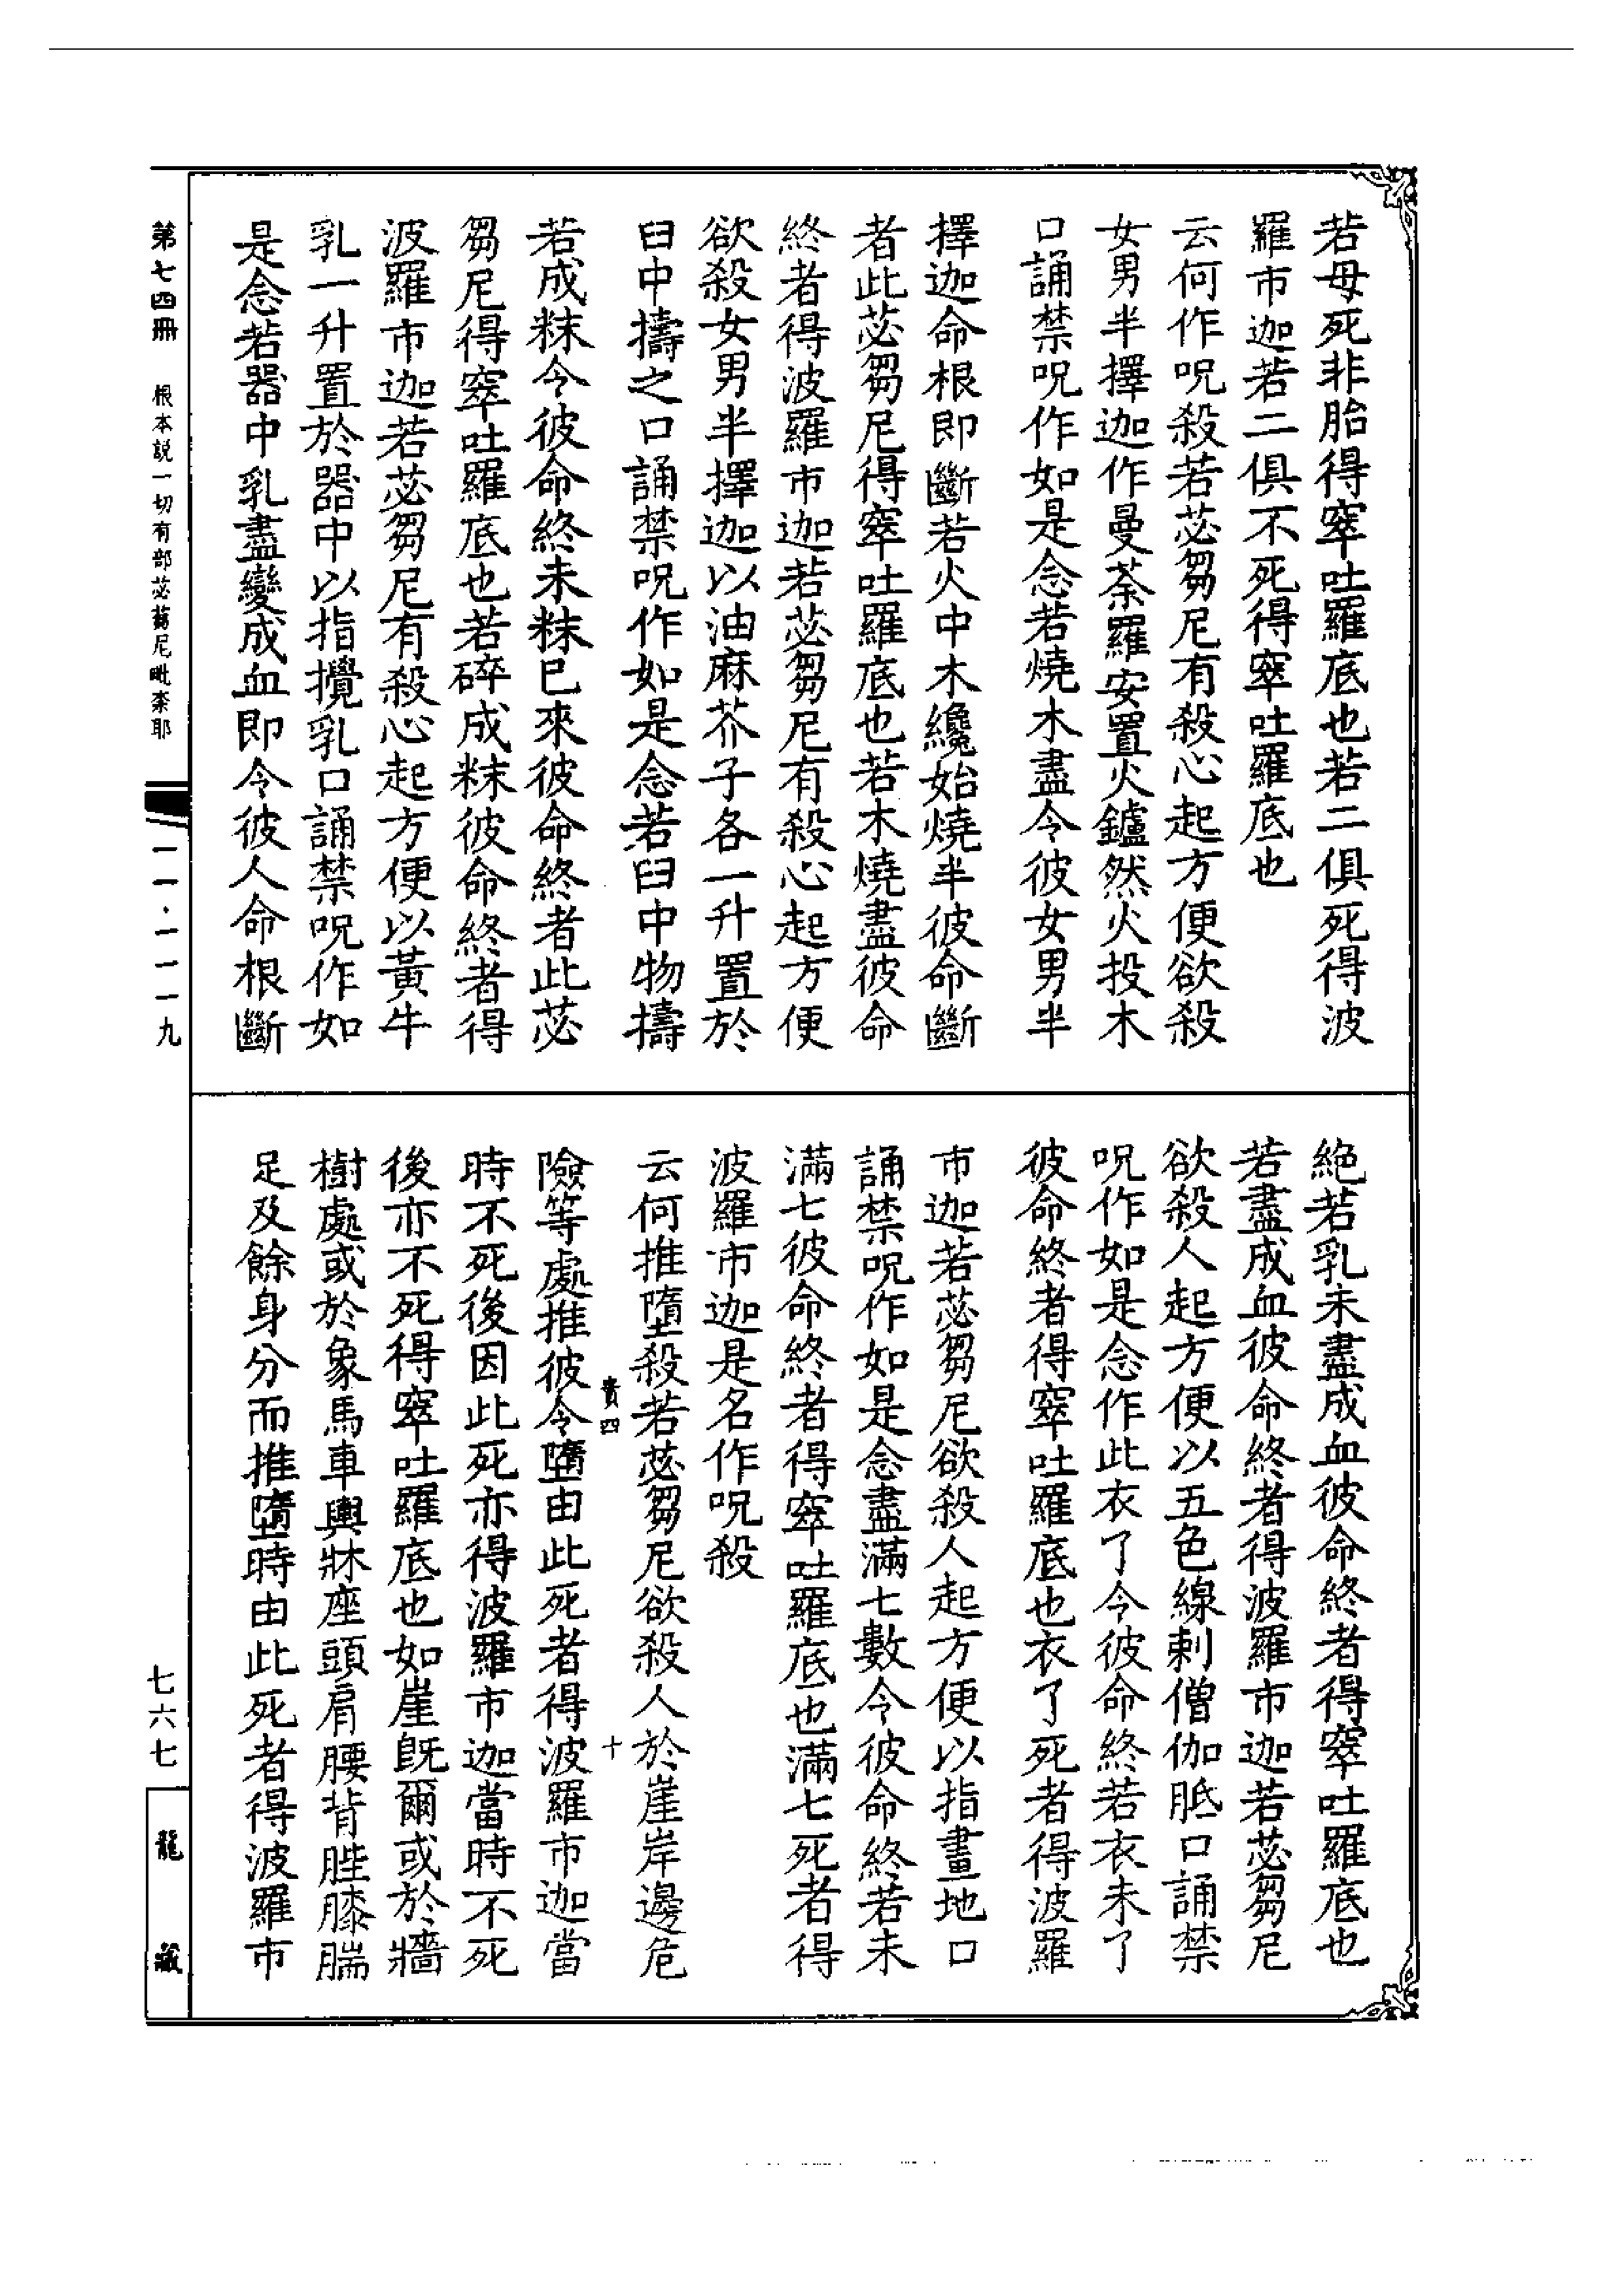 若母死非胎得窣吐羅底也若二俱死得波
羅市迦若二俱不死得窣吐羅底也
云何作呪殺若苾芻尼有殺心起方便欲殺
女男半擇迦作曼荼羅安置火鑪然火投木
口誦禁呪作如是念若燒木盡令彼女男半
擇迦命根即斷若火中木纔始燒半彼命斷
者此苾芻尼得窣吐羅底也若木燒盡彼命
終者得波羅市迦若苾芻尼有殺心起方便
欲殺女男半擇迦以油麻芥子各一升置於
臼中擣之口誦禁呪作如是念若臼中物擣
若成粖令彼命終未粖已來彼命終者此苾
芻尼得窣吐羅底也若碎成粖彼命終者得
波羅市迦若苾芻尼有殺心起方便以黃牛
乳一升置於器中以指攪乳口誦禁呪作如
是念若器中乳盡變成血即令彼人命根斷
絶若乳未盡成血彼命終者得窣吐羅底也
若盡成血彼命終者得波羅市迦若苾芻尼
欲殺人起方便以五色線刺僧伽胝口誦禁
呪作如是念作此衣了令彼命終若衣未了
彼命終者得窣吐羅底也衣了死者得波羅
市迦若苾芻尼欲殺人起方便以指畫地口
誦禁呪作如是念盡滿七數令彼命終若未
滿七彼命終者得窣吐羅底也滿七死者得
波羅市迦是名作呪殺
云何推墮殺若苾芻尼欲殺人於崖岸邊危
賓四 十
險等處推彼令墮由此死者得波羅市迦當
時不死後因此死亦得波羅市迦當時不死
後亦不死得窣吐羅底也如崖既爾或於牆
樹處或於象馬車輿牀座頭肩腰背䏶膝腨
足及餘身分而推墮時由此死者得波羅市
第七四冊 根本説一切有部苾蒭尼毗柰耶
一一·一一一九
七六七
龍藏